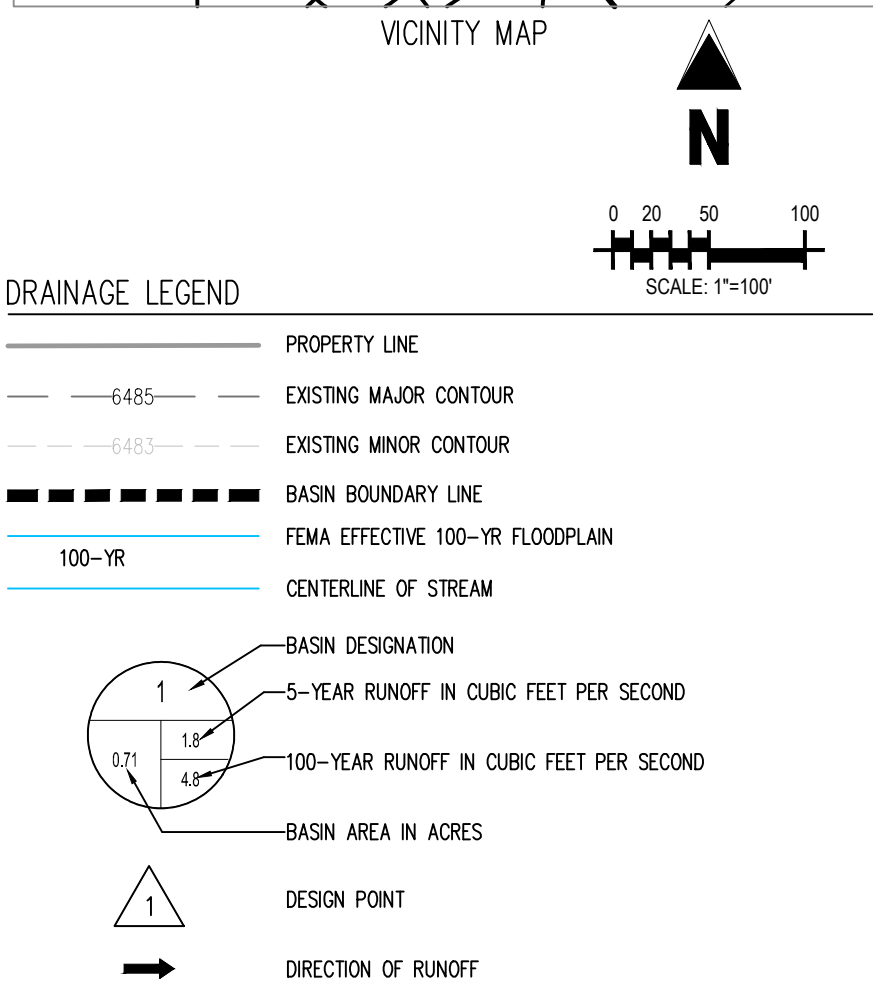 VICINITY MAP
N
0 20 50 100
SCALE: 1"=100'
DRAINAGE LEGEND
PROPERTY LINE
6485 EXISTING MAJOR CONTOUR
6483 EXISTING MINOR CONTOUR
BASIN BOUNDARY LINE
FEMA EFFECTIVE 100-YR FLOODPLAIN
100-YR
CENTERLINE OF STREAM
BASIN DESIGNATION
1
5-YEAR RUNOFF IN CUBIC FEET PER SECOND
1.8
0.71
100-YEAR RUNOFF IN CUBIC FEET PER SECOND
4.8
BASIN AREA IN ACRES
1 DESIGN POINT
DIRECTION OF RUNOFF